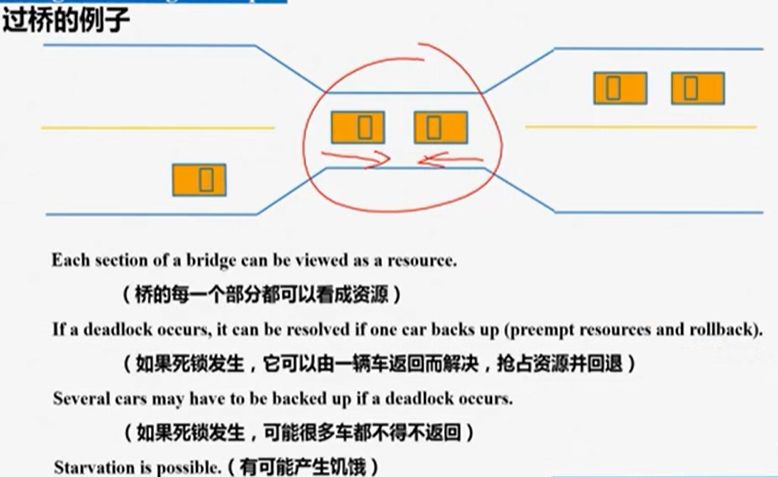 过桥的例子
Each section of a bridge can be viewed as a resource.
（桥的每一个部分都可以看成资源）
If a deadlock occurs, it can be resolved if one car backs up (preempt resources and rollback).
（如果死锁发生，它可以由一辆车返回而解决，抢占资源并回退）
Several cars may have to be backed up if a deadlock occurs.
（如果死锁发生，可能很多车都不得不返回）
Starvation is possible.（有可能产生饥饿）